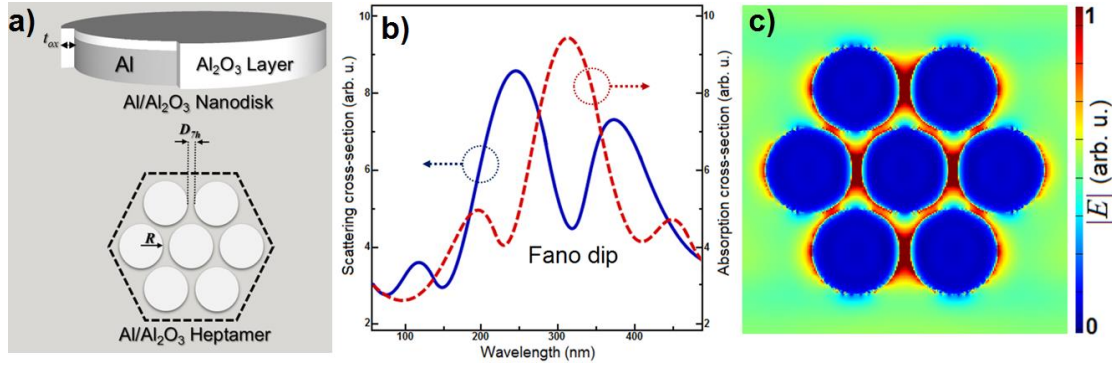 a)
tox
Al
Al2O3 Layer
Al/Al2O3 Nanodisk
D7h
R
Al/Al2O3 Heptamer
b)
Scattering cross-section (arb. u.)
10
8
6
4
2
100
200
300
400
Wavelength (nm)
Fano dip
10
8
6
4
2
Absorption cross-section (arb. u.)
c)
1
|E| (arb. u.)
0